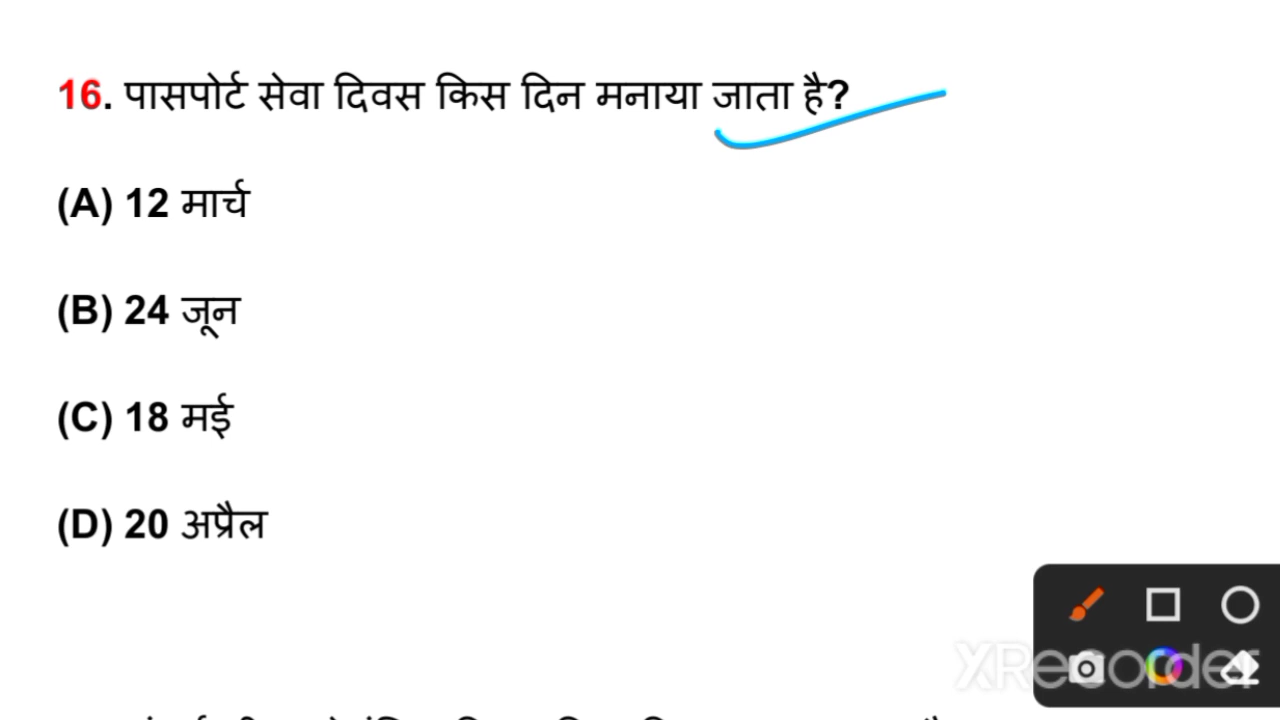 16. पासपोर्ट सेवा दिवस किस दिन मनाया जाता है?
(A) 12 मार्च
(B) 24 जून
(C) 18 मई
(D) 20 अप्रैल
XRecorder